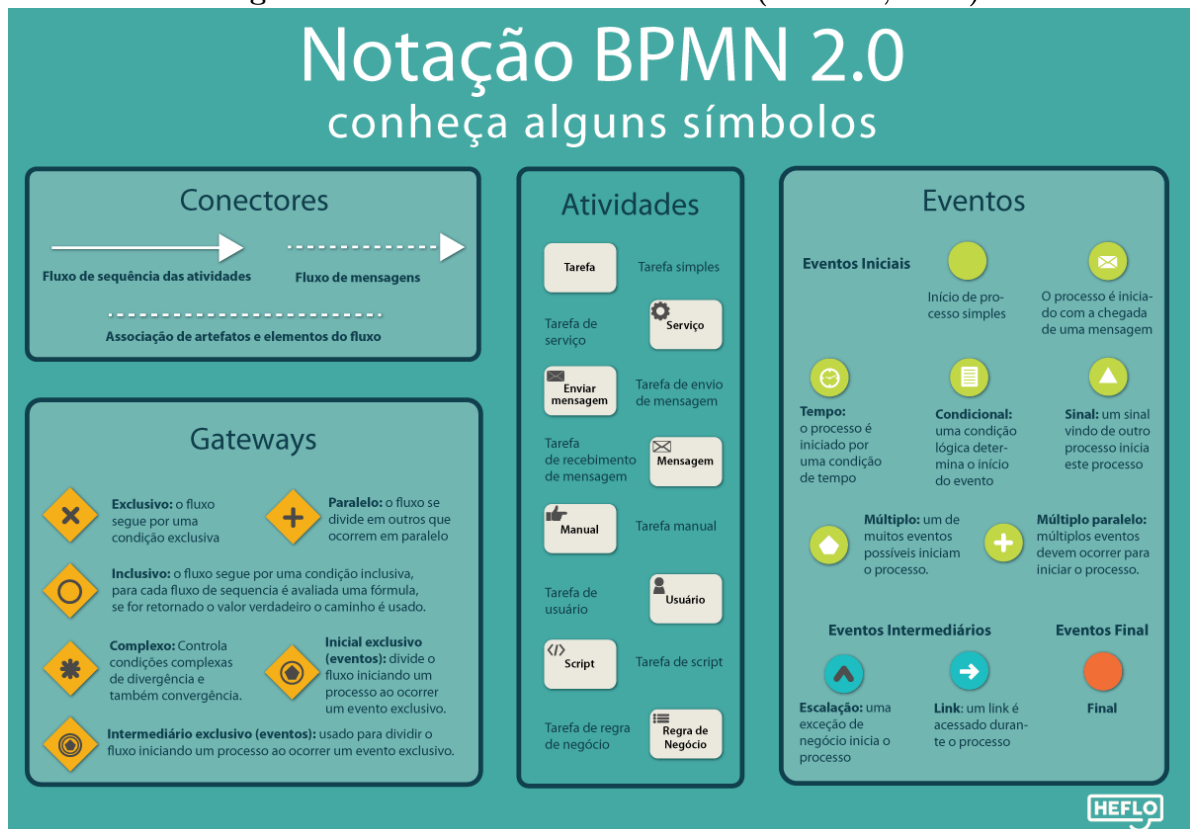 Notação BPMN 2.0
conheça alguns símbolos
Conectores
Fluxo de sequência das atividades
Fluxo de mensagens
Associação de artefatos e elementos do fluxo
Gateways
Exclusivo: o fluxo
segue por uma
condição exclusiva
Paralelo: o fluxo se
divide em outros que
ocorrem em paralelo
Inclusivo: o fluxo segue por uma condição inclusiva,
para cada fluxo de sequencia é avaliada uma fórmula,
se for retornado o valor verdadeiro o caminho é usado.
Complexo: Controla
condições complexas
de divergência e
também convergência.
Inicial exclusivo
(eventos): divide o
fluxo iniciando um
processo ao ocorrer
um evento exclusivo.
Intermediário exclusivo (eventos): usado para dividir o
fluxo iniciando um processo ao ocorrer um evento exclusivo.
Atividades
Tarefa
Tarefa simples
Tarefa de
serviço
Serviço
Enviar
mensagem
Tarefa de envio
de mensagem
Tarefa
de recebimento
de mensagem
Mensagem
Manual
Tarefa manual
Tarefa de
usuário
Usuário
Script
Tarefa de script
Tarefa de regra
de negócio
Regra de
Negócio
Eventos
Eventos Iniciais
Início de pro-
cesso simples
O processo é inicia-
do com a chegada
de uma mensagem
Tempo:
o processo é
iniciado por
uma condição
de tempo
Condicional:
uma condição
lógica deter-
mina o início
do evento
Sinal: um sinal
vindo de outro
processo inicia
este processo
Múltiplo: um de
muitos eventos
possíveis iniciam
o processo.
Múltiplo paralelo:
múltiplos eventos
devem ocorrer para
iniciar o processo.
Eventos Intermediários
Eventos Final
Escalação: uma
exceção de
negócio inicia o
processo
Link: um link é
acessado duran-
te o processo
Final
HEFLO